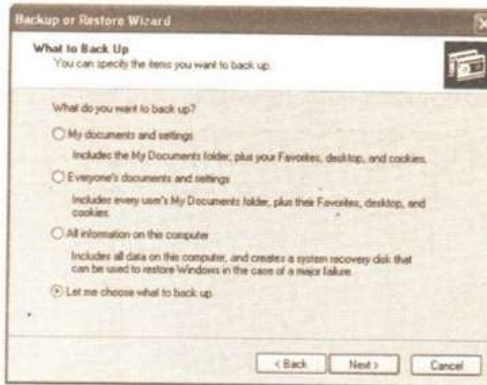 Backup or Restore Wizard
What to Back Up
You can specify the items you want to back up.
What do you want to back up?
My documents and settings
Includes the My Documents folder, plus your Favorites, desktop, and cookies.
Everyone's documents and settings
Includes every user's My Documents folder, plus their Favorites, desktop, and
cookies.
All information on this computer
Includes all data on this computer, and creates a system recovery disk that
can be used to restore Windows in the case of a major failure.
Let me choose what to back up
< Back
Next >
Cancel